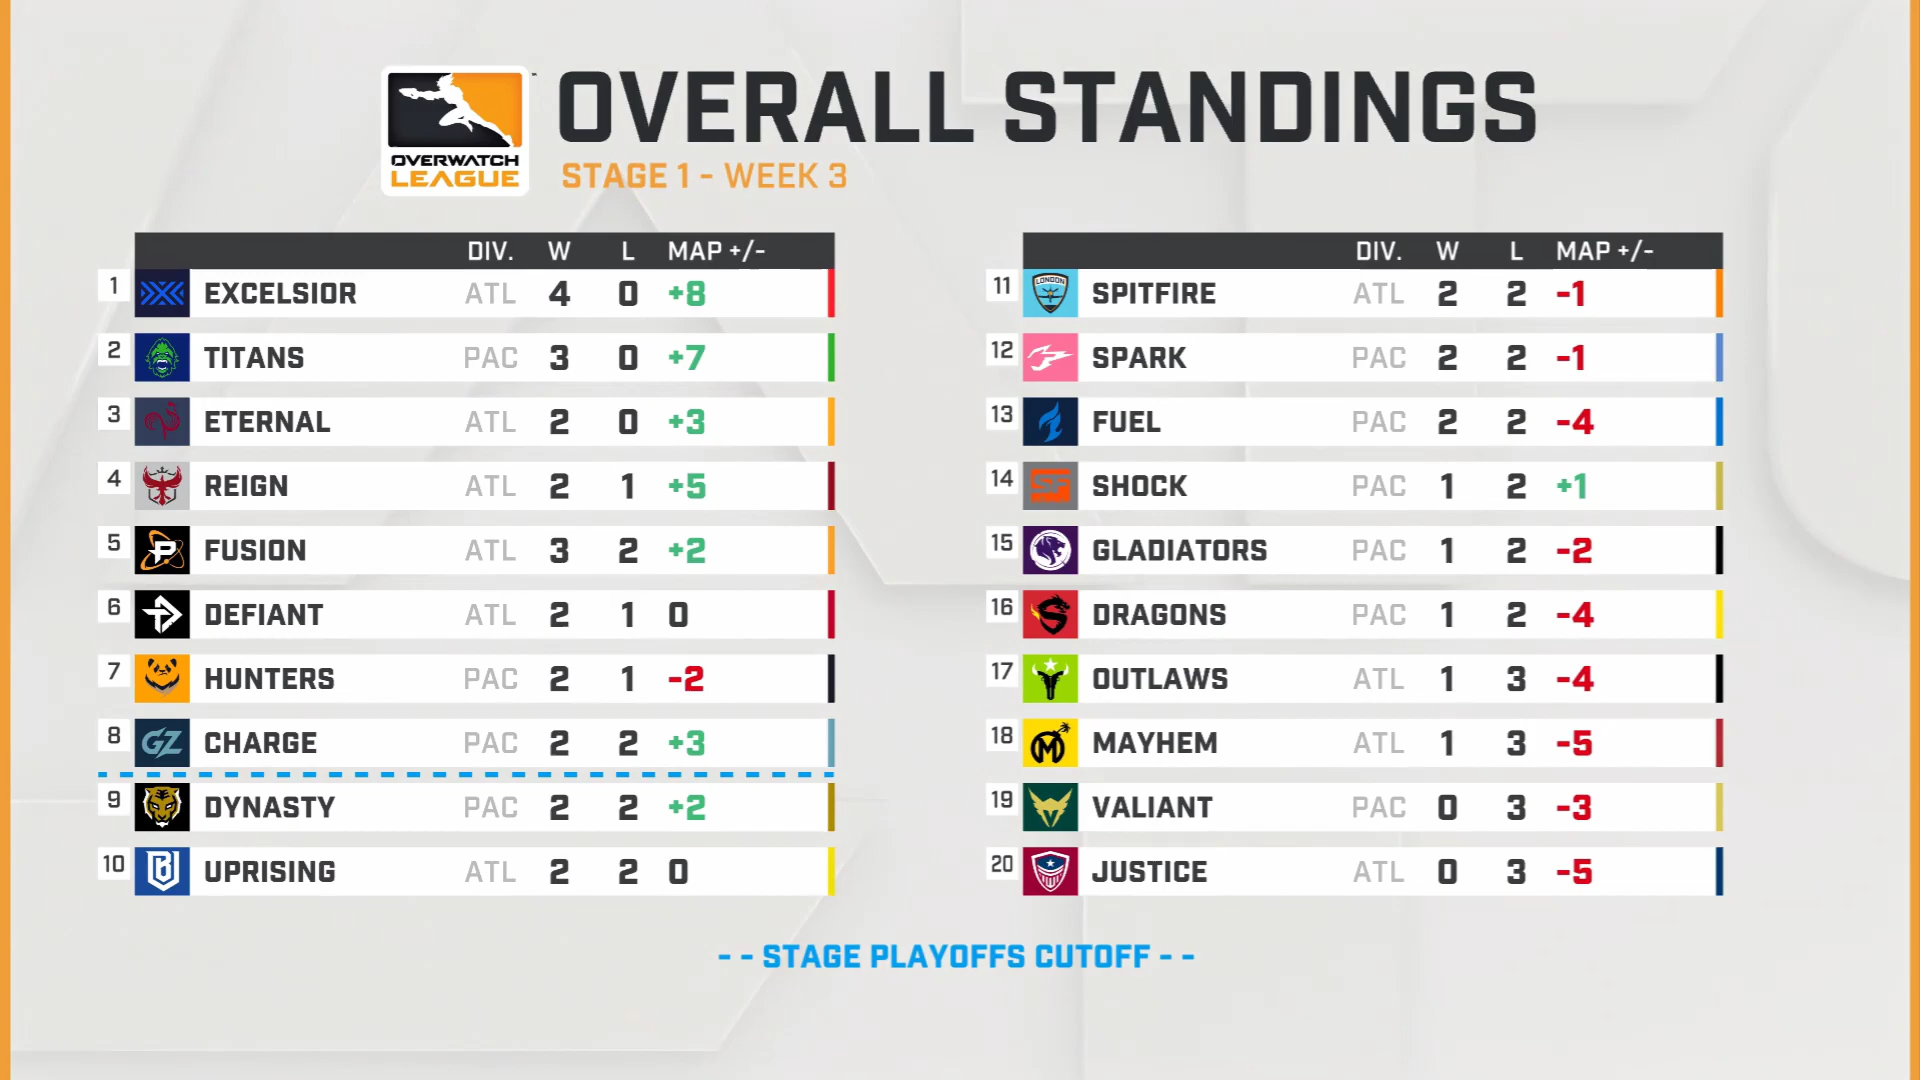 OVERWATCH
LEAGUE
OVERALL STANDINGS
STAGE 1 - WEEK 3
DIV. W L MAP +/-
1 EXCELSIOR ATL 4 0 +8
2 TITANS PAC 3 0 +7
3 ETERNAL ATL 2 0 +3
4 REIGN ATL 2 1 +5
5 FUSION ATL 3 2 +2
6 DEFIANT ATL 2 1 0
7 HUNTERS PAC 2 1 -2
8 GZ CHARGE PAC 2 2 +3
9 DYNASTY PAC 2 2 +2
10 UPRISING ATL 2 2 0
DIV. W L MAP +/-
11 LONDON SPITFIRE ATL 2 2 -1
12 SPARK PAC 2 2 -1
13 FUEL PAC 2 2 -4
14 SF SHOCK PAC 1 2 +1
15 GLADIATORS PAC 1 2 -2
16 DRAGONS PAC 1 2 -4
17 OUTLAWS ATL 1 3 -4
18 MAYHEM ATL 1 3 -5
19 VALIANT PAC 0 3 -3
20 JUSTICE ATL 0 3 -5
- - STAGE PLAYOFFS CUTOFF - -